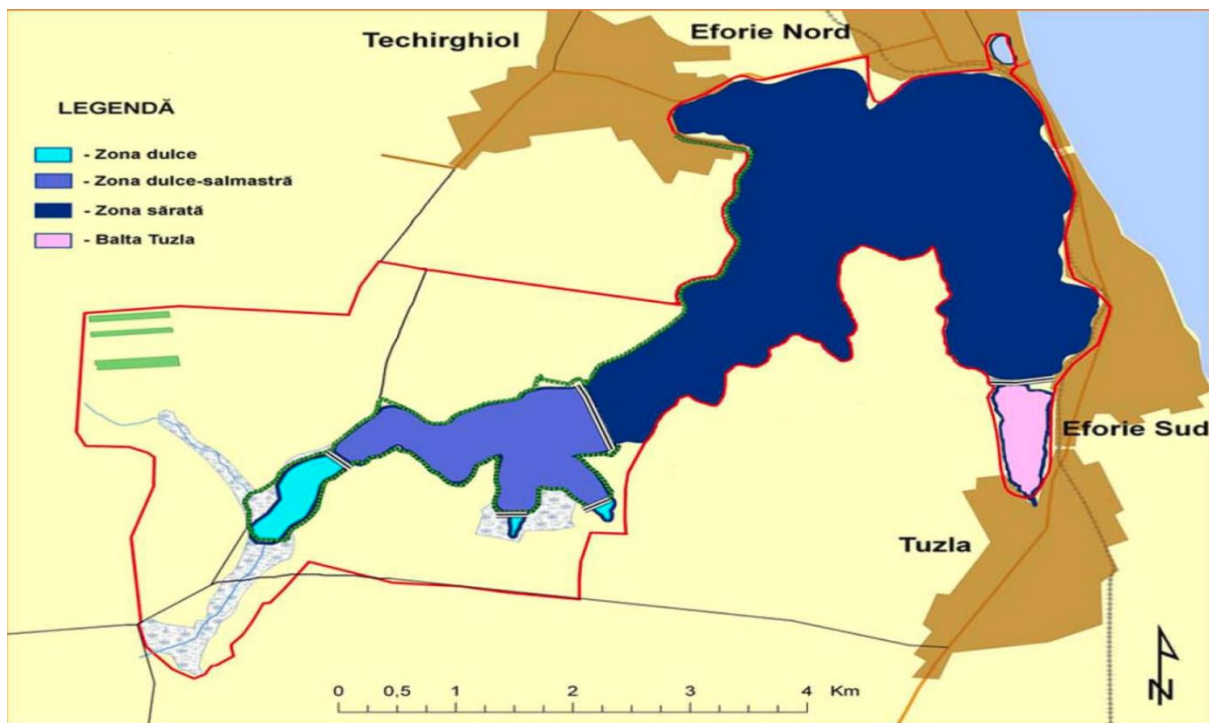 Eforie Nord
Techirghiol
LEGENDĂ
- Zona dulce
- Zona dulce-salmastră
- Zona sărată
- Balta Tuzla
Eforie Sud
Tuzla
N
0 0,5 1 2 3 4 Km